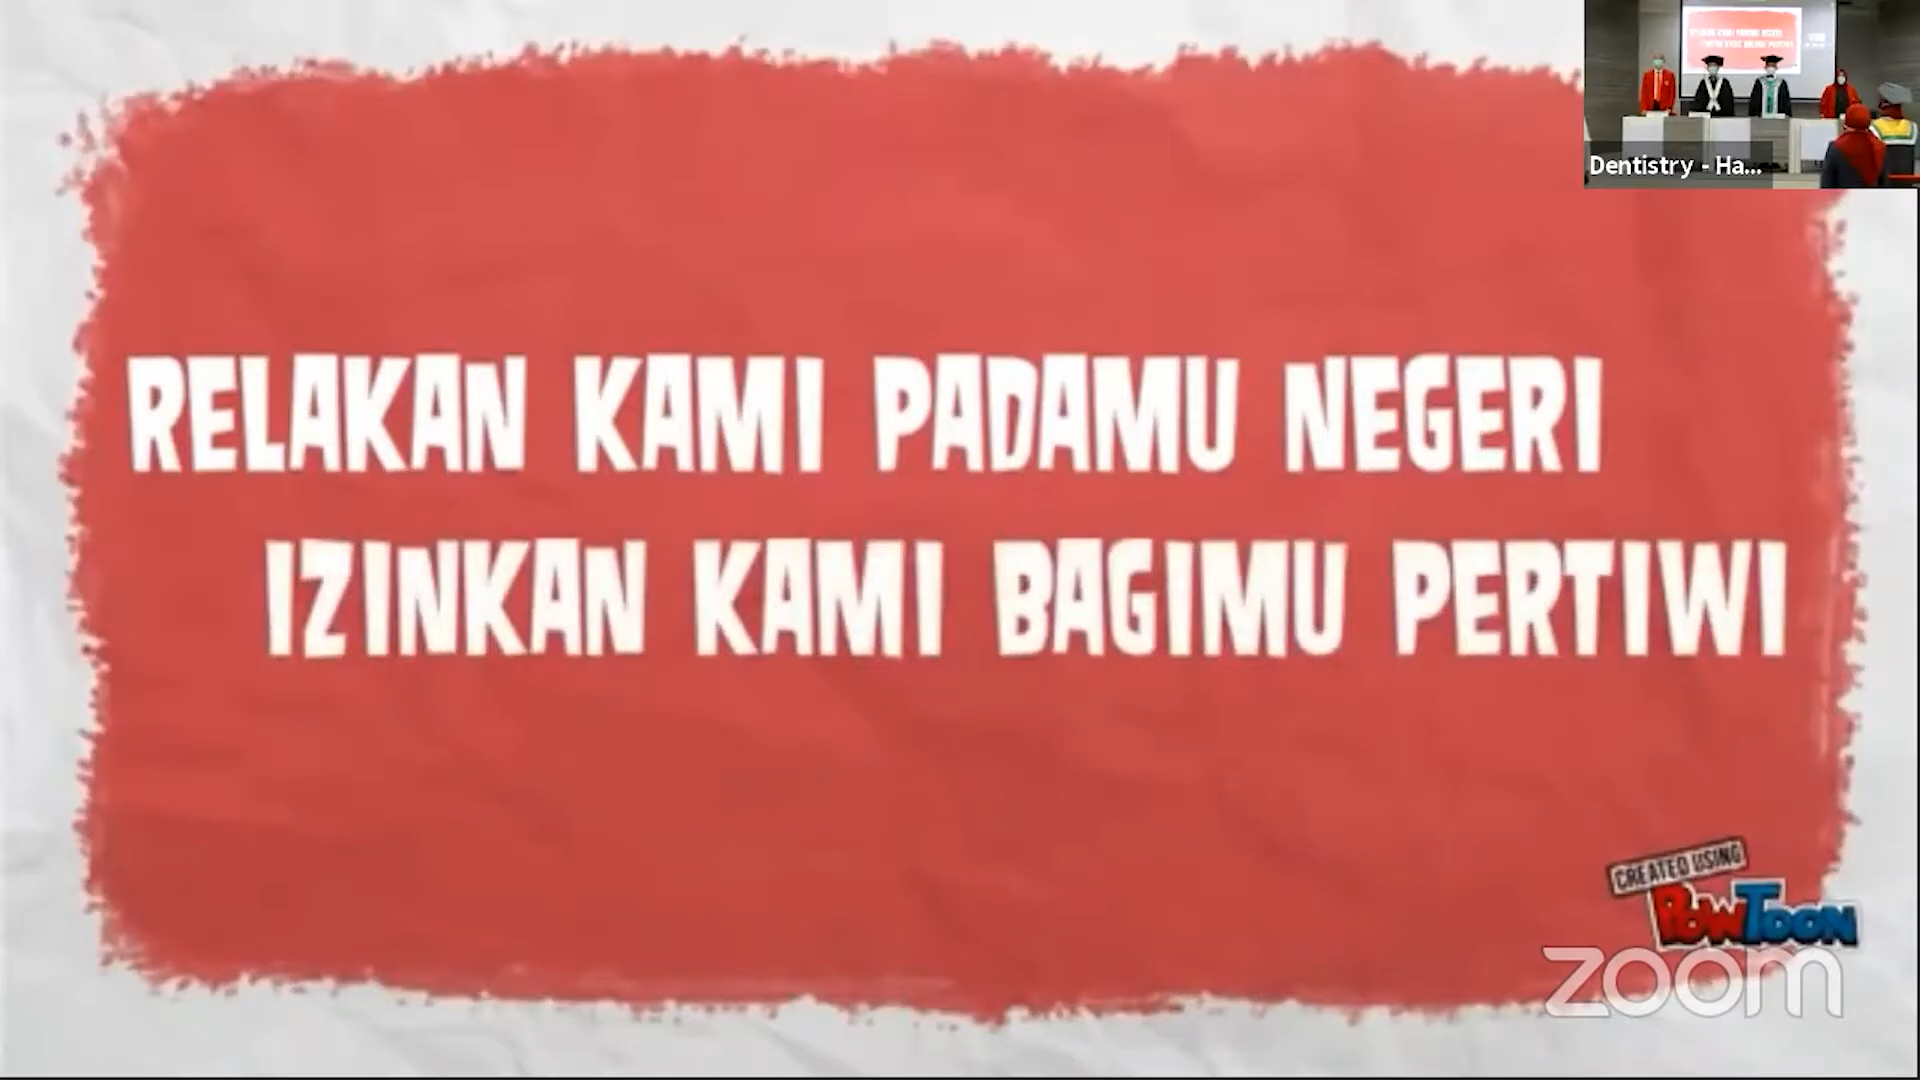 RELAKAN KAMI PADAMU NEGERI
IZINKAN KAMI BAGIMU PERTIWI
Dentistry - Ha...
CREATED USING
POWTOON
zoom